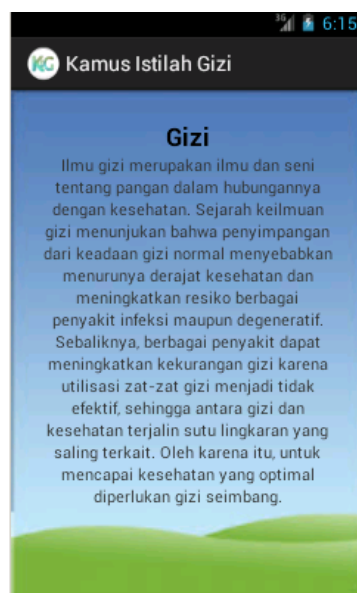 3G 6:15
KG Kamus Istilah Gizi
Gizi
Ilmu gizi merupakan ilmu dan seni
tentang pangan dalam hubungannya
dengan kesehatan. Sejarah keilmuan
gizi menunjukan bahwa penyimpangan
dari keadaan gizi normal menyebabkan
menurunya derajat kesehatan dan
meningkatkan resiko berbagai
penyakit infeksi maupun degeneratif.
Sebaliknya, berbagai penyakit dapat
meningkatkan kekurangan gizi karena
utilisasi zat-zat gizi menjadi tidak
efektif, sehingga antara gizi dan
kesehatan terjalin sutu lingkaran yang
saling terkait. Oleh karena itu, untuk
mencapai kesehatan yang optimal
diperlukan gizi seimbang.